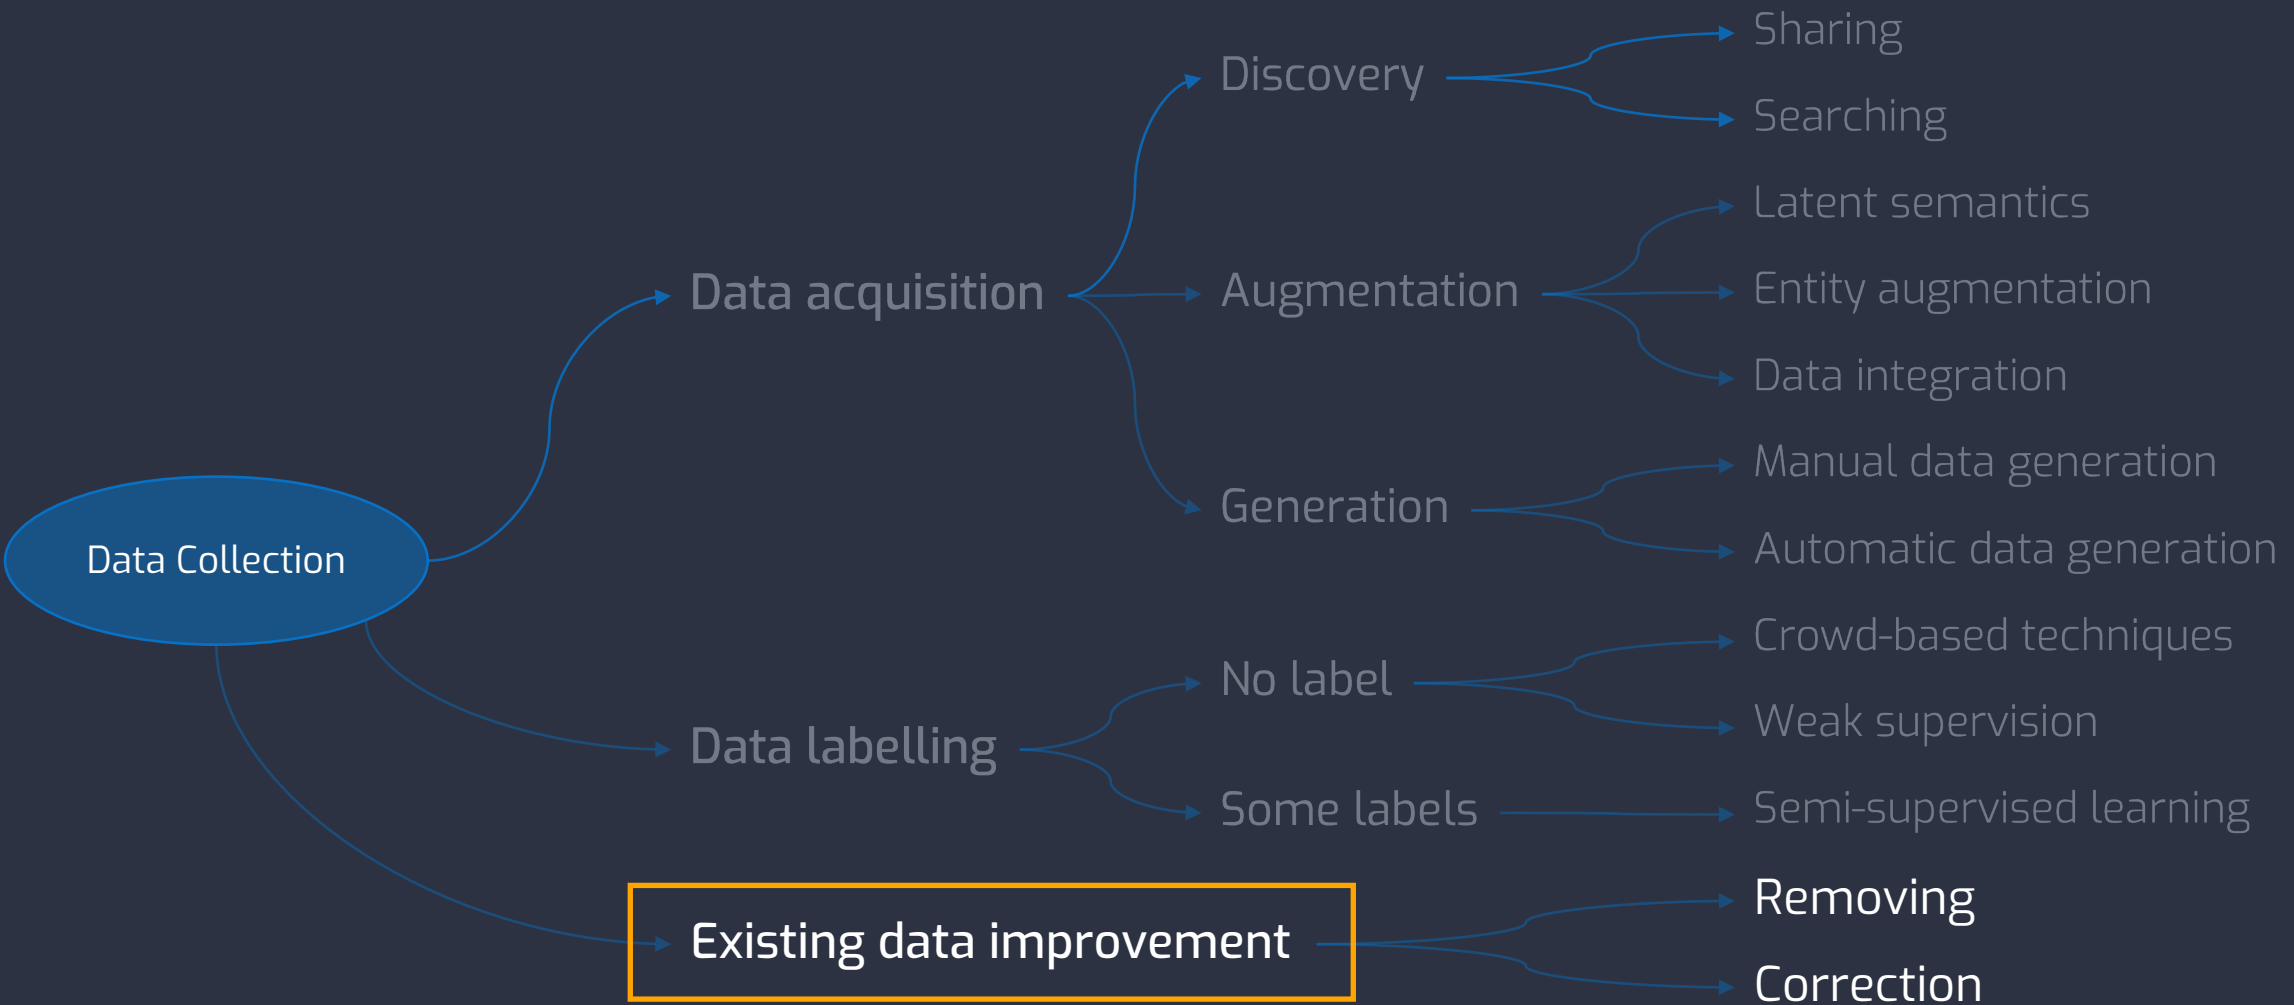 Data Collection
Data acquisition
Discovery
Sharing
Searching
Augmentation
Latent semantics
Entity augmentation
Data integration
Generation
Manual data generation
Automatic data generation
Data labelling
No label
Crowd-based techniques
Weak supervision
Some labels
Semi-supervised learning
Existing data improvement
Removing
Correction